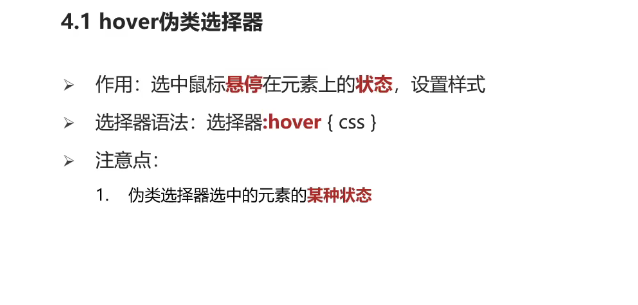 4.1 hover伪类选择器
➢ 作用：选中鼠标悬停在元素上的状态，设置样式
➢ 选择器语法：选择器:hover { css }
➢ 注意点：
1. 伪类选择器选中的元素的某种状态